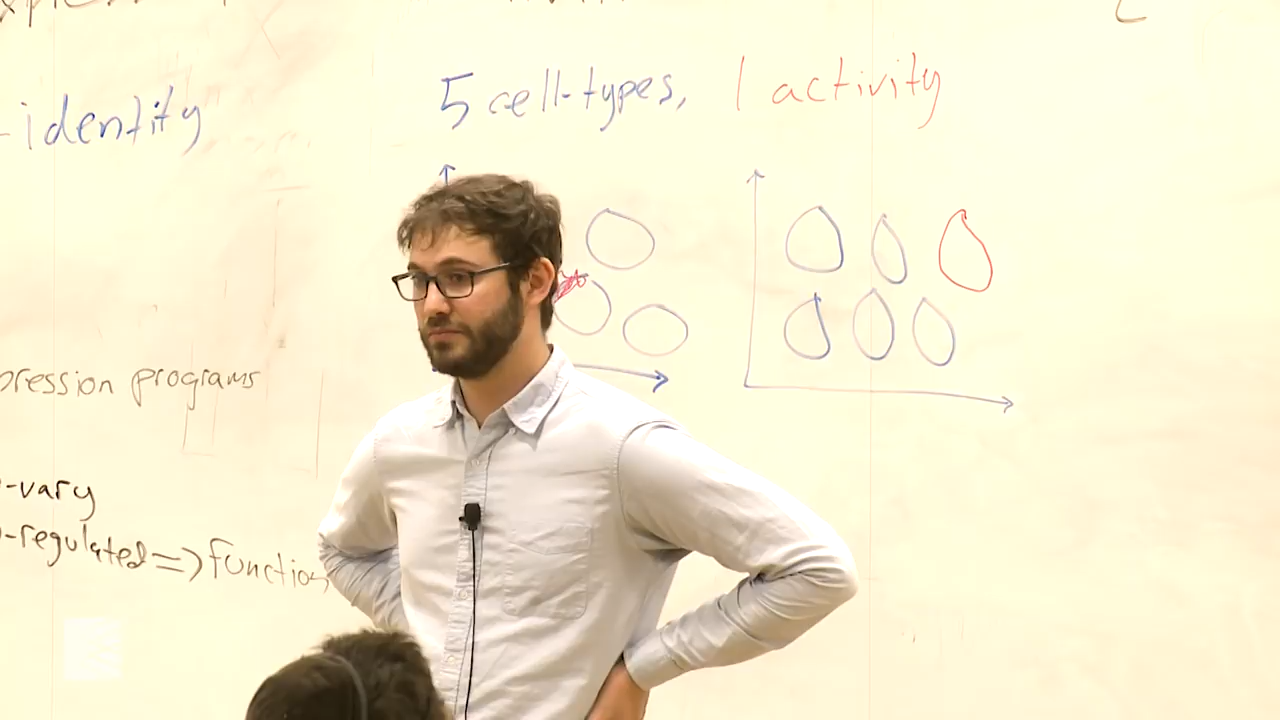 -identity
5 cell-types, 1 activity
pression programs
-vary
-regulated => function